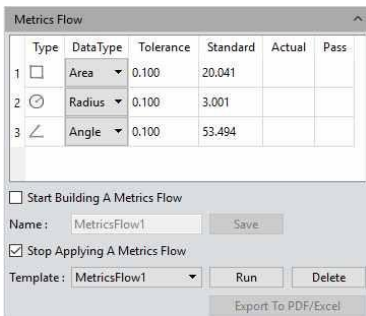 Metrics Flow
Type DataType Tolerance Standard Actual Pass
1 Area 0.100 20.041
2 Radius 0.100 3.001
3 Angle 0.100 53.494
Start Building A Metrics Flow
Name : MetricsFlow1 Save
Stop Applying A Metrics Flow
Template : MetricsFlow1 Run Delete
Export To PDF/Excel